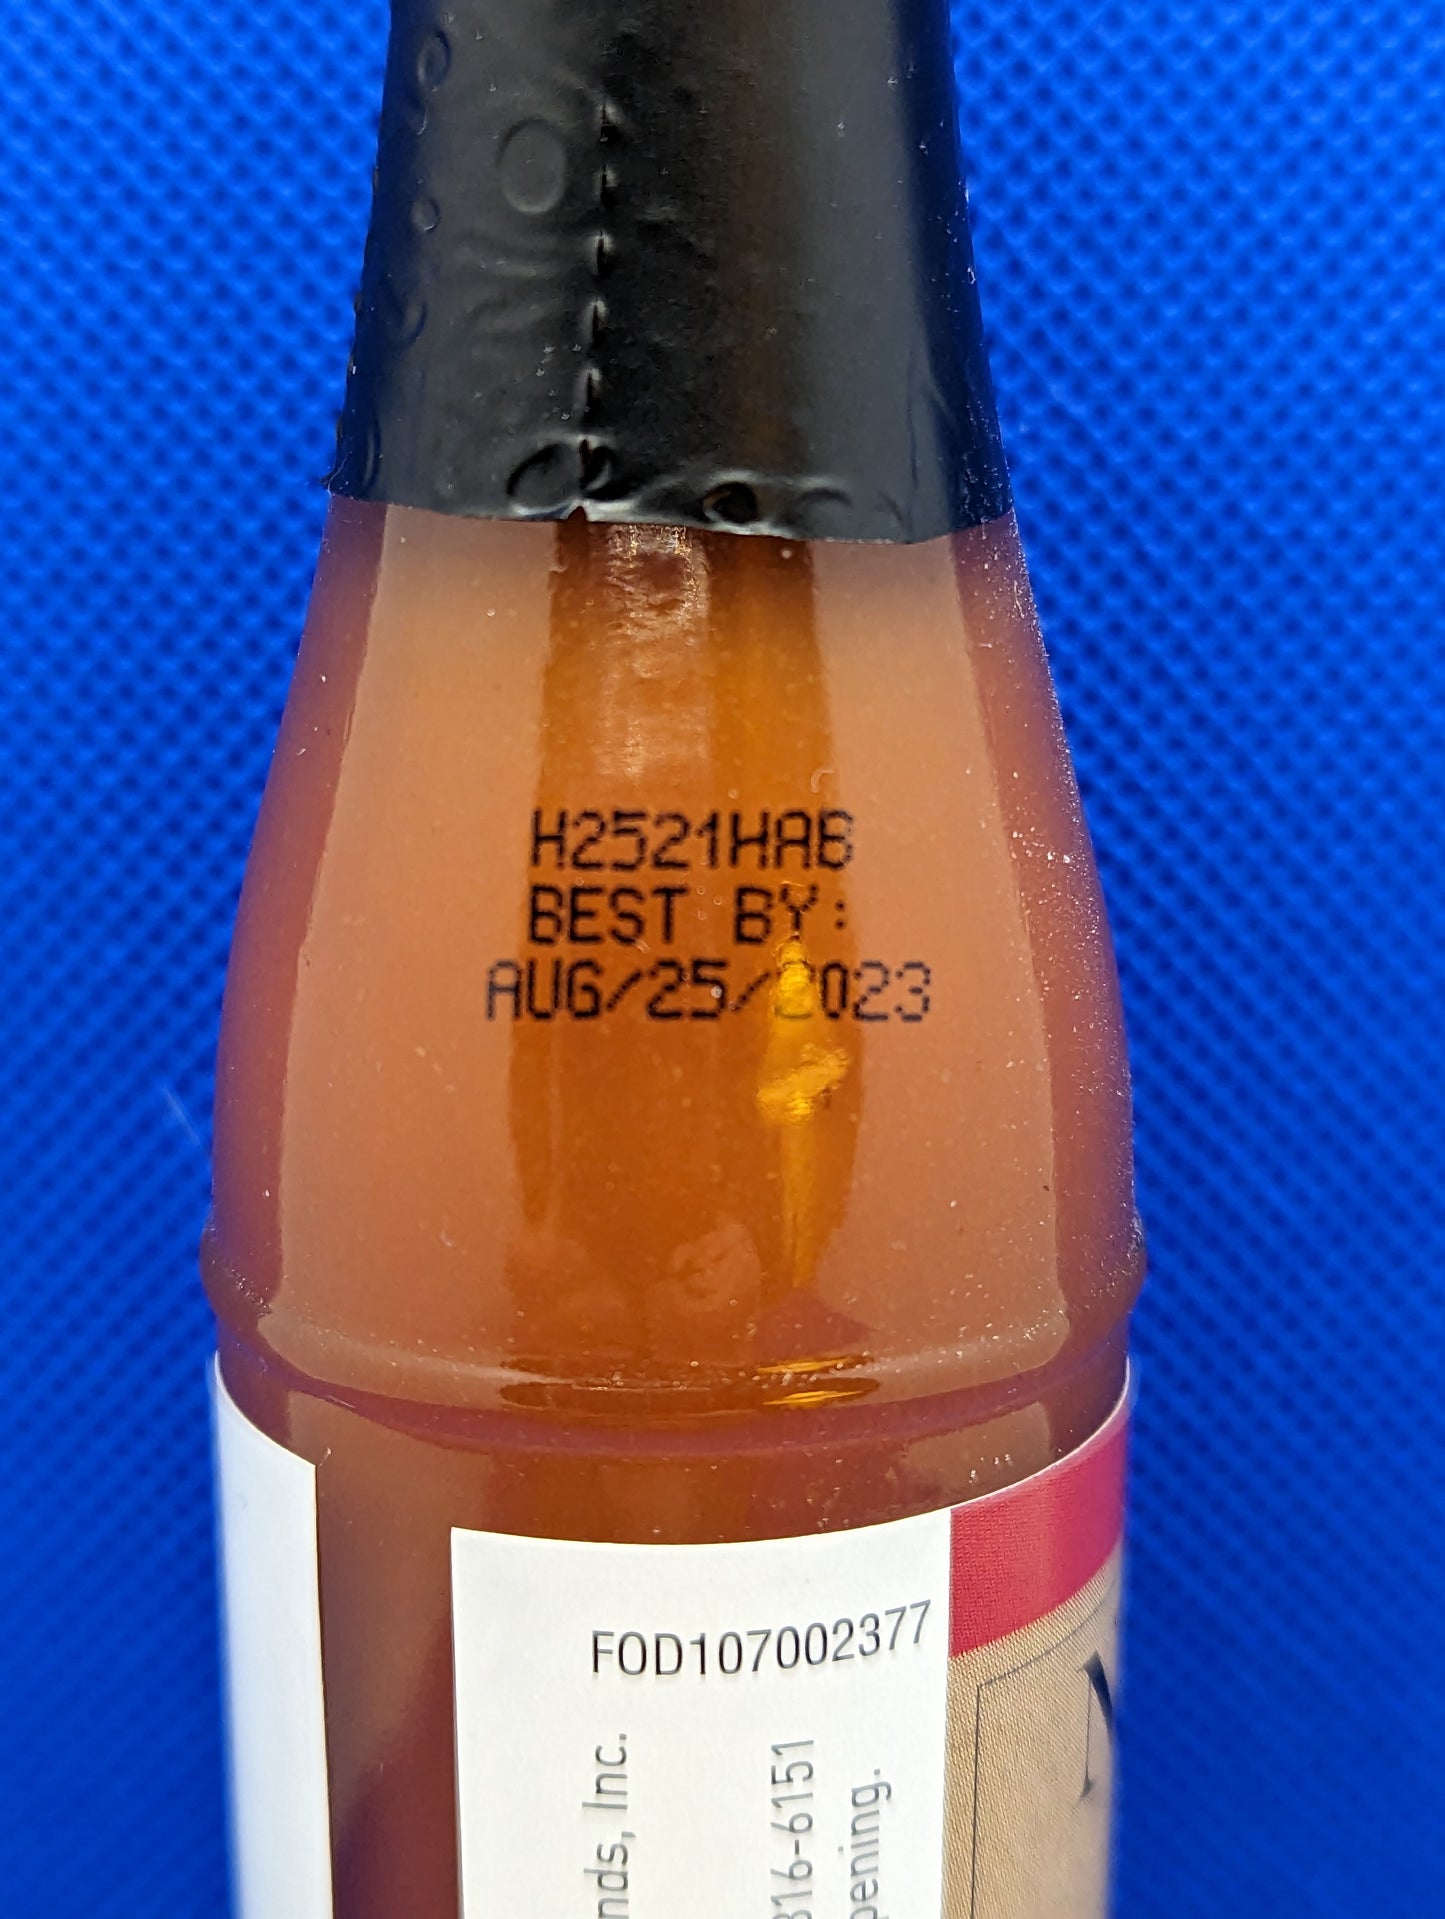 H2521HAB
BEST BY:
AUG/25/2023
FOD107002377
nds, Inc.
816-6151
pening.